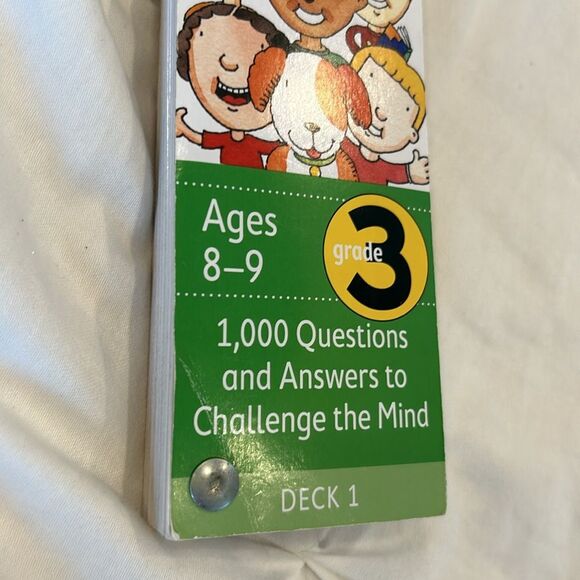 Ages
8–9
grade 3
1,000 Questions
and Answers to
Challenge the Mind
DECK 1